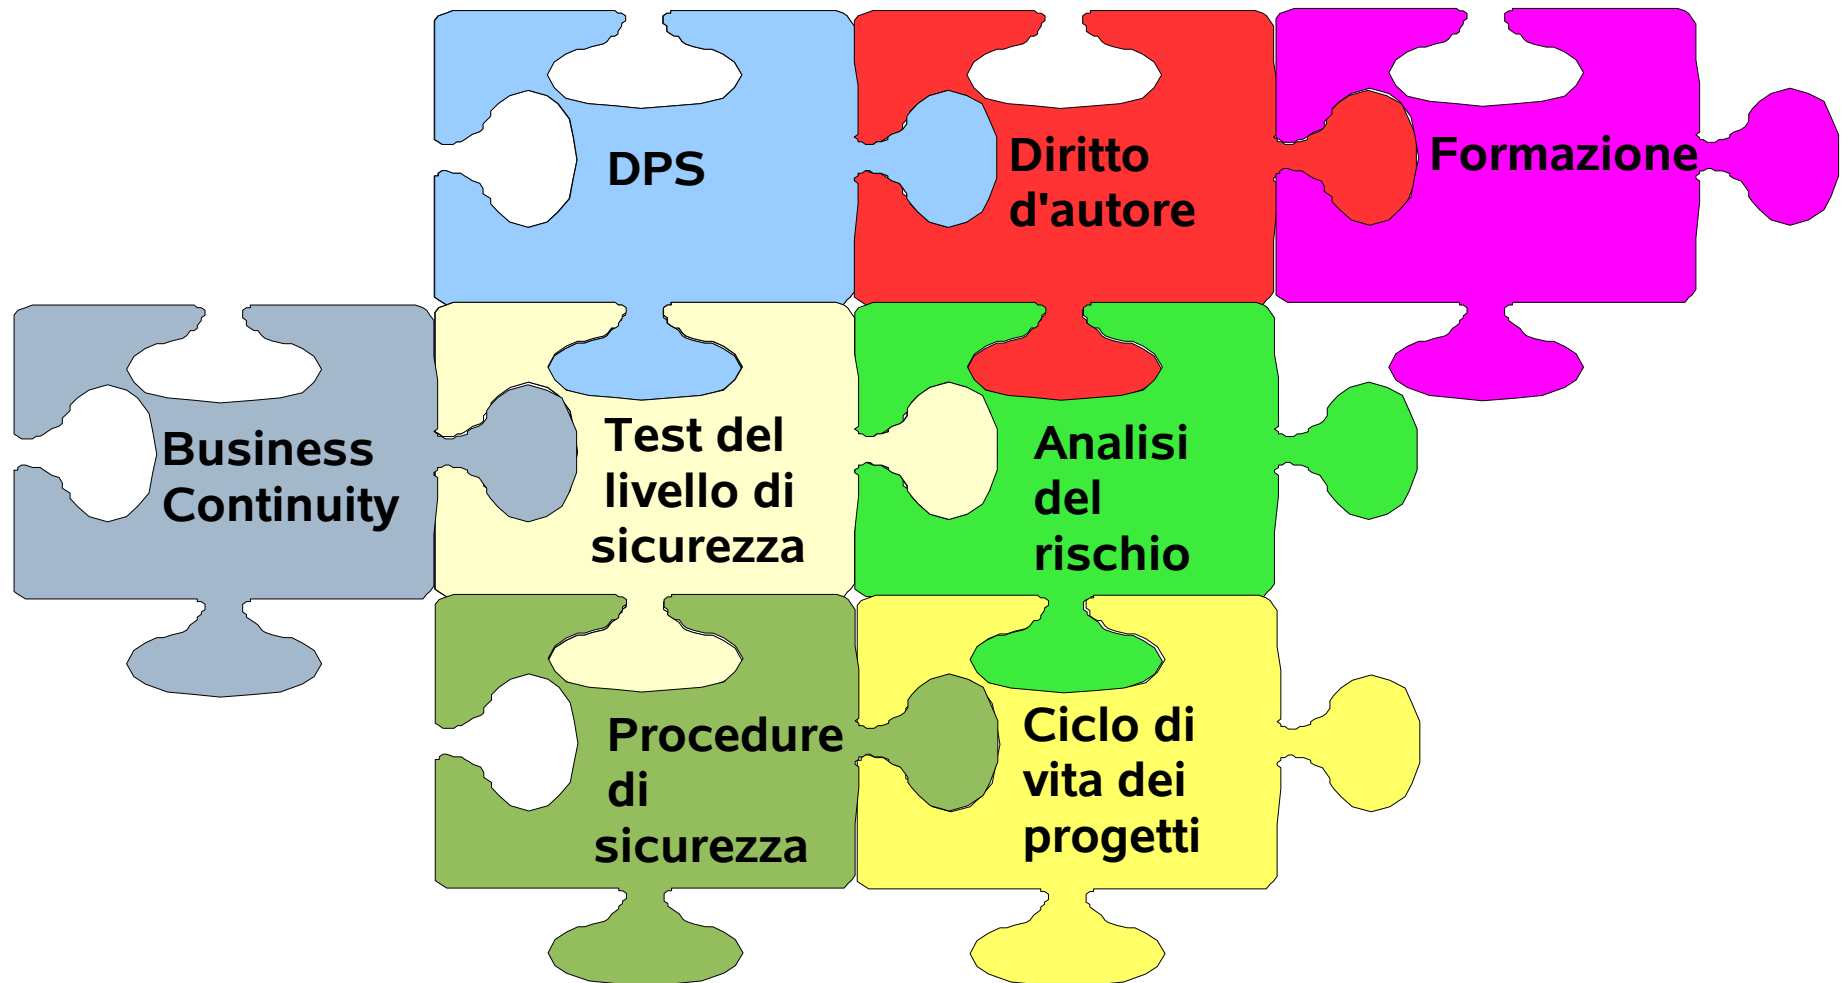 DPS
Diritto
d'autore
Formazione
Business
Continuity
Test del
livello di
sicurezza
Analisi
del
rischio
Procedure
di
sicurezza
Ciclo di
vita dei
progetti